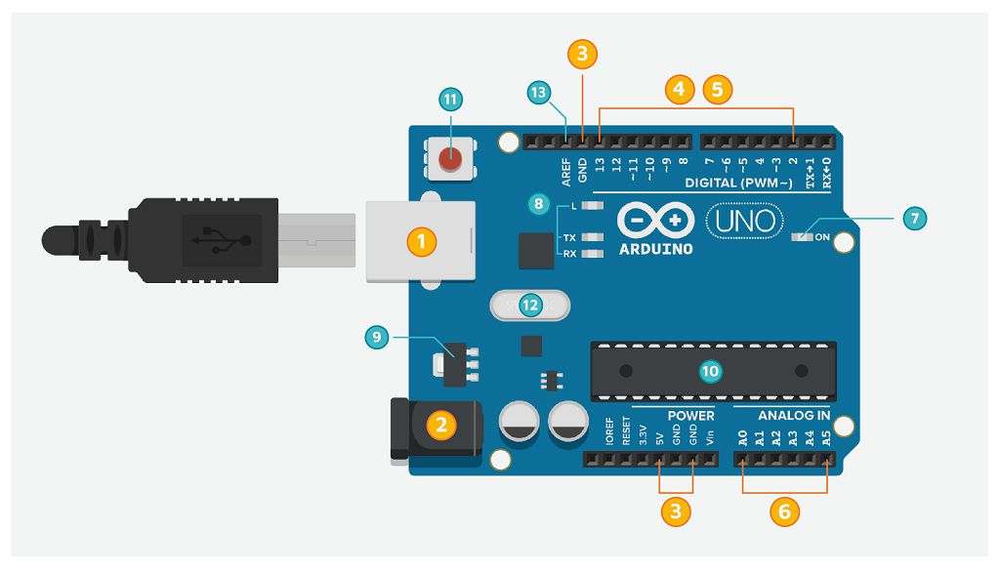 3
4 5
11
13
AREF
GND
13
12
~11
~10
~9
8
7
~6
~5
4
~3
2
TX→1
RX←0
DIGITAL (PWM~)
8
L
TX
RX
UNO
ARDUINO
ON
7
1
12
9
10
2
POWER
ANALOG IN
IOREF
RESET
3.3V
5V
GND
GND
Vin
A0
A1
A2
A3
A4
A5
3
6